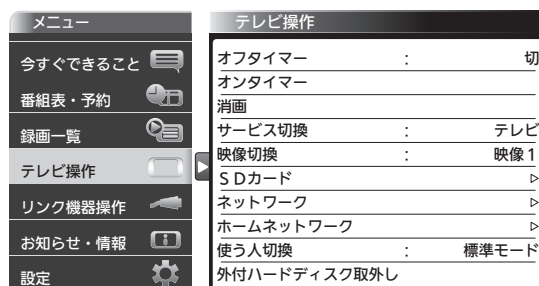 メニュー
今すぐできること
番組表・予約
録画一覧
テレビ操作
リンク機器操作
お知らせ・情報
設定
テレビ操作
オフタイマー : 切
オンタイマー
消画
サービス切換 : テレビ
映像切換 : 映像1
SDカード
ネットワーク
ホームネットワーク
使う人切換 : 標準モード
外付ハードディスク取外し